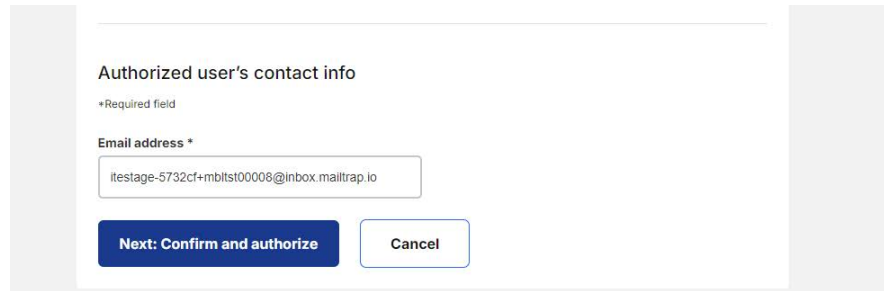 Authorized user’s contact info
*Required field
Email address *
itestage-5732cf+mbltst00008@inbox.mailtrap.io
Next: Confirm and authorize
Cancel